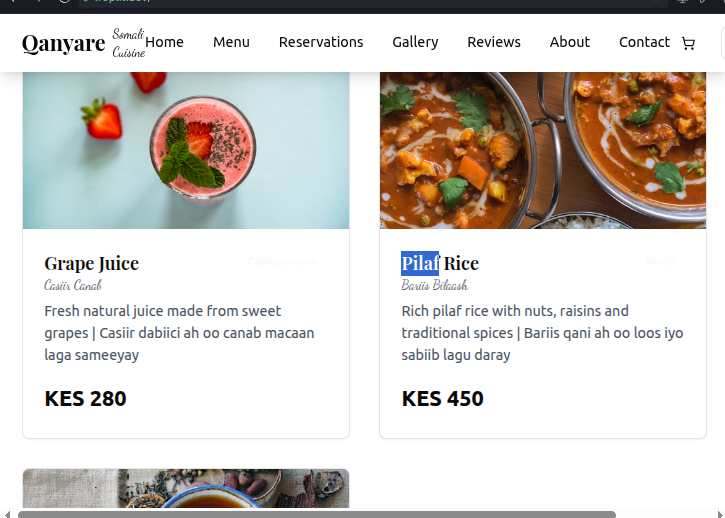 Qanyare
Somali
Cuisine
Home Menu Reservations Gallery Reviews About Contact
Grape Juice
Casiir Canab
Fresh natural juice made from sweet
grapes | Casiir dabiici ah oo canab macaan
laga sameeyay
KES 280
Pilaf Rice
Bariis Bilaash
Rich pilaf rice with nuts, raisins and
traditional spices | Bariis qani ah oo loos iyo
sabiib lagu daray
KES 450